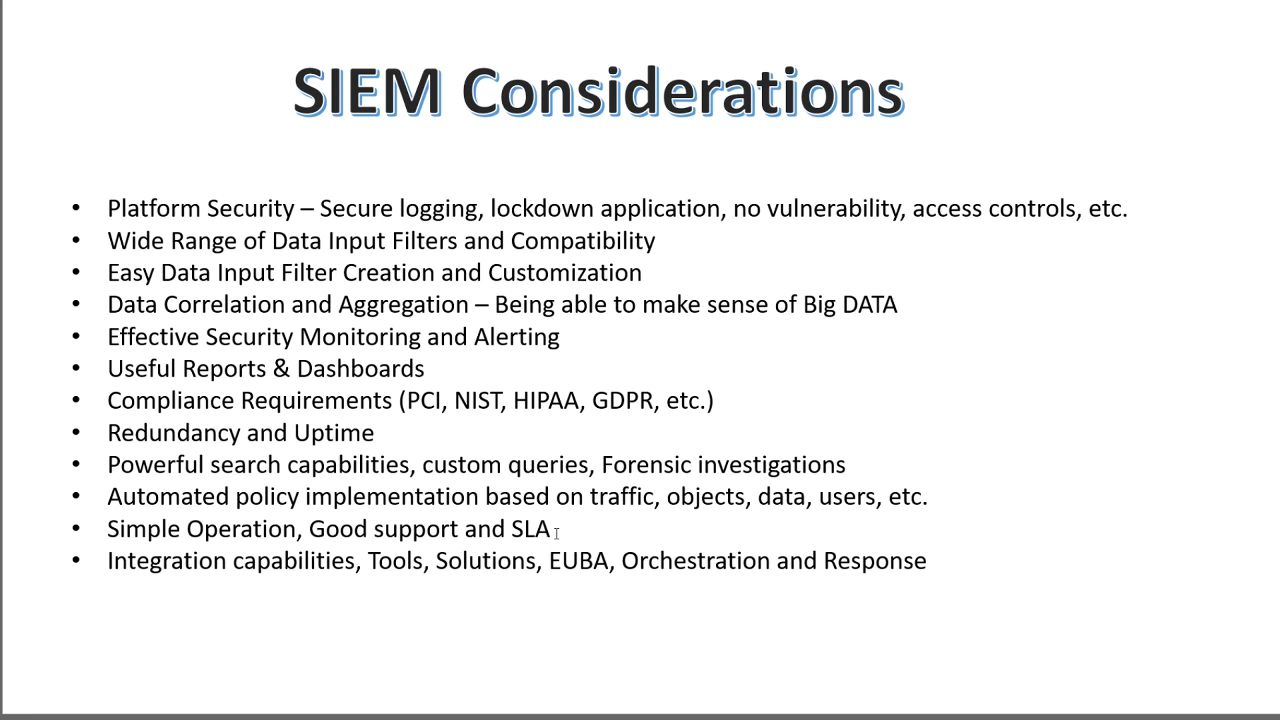 SIEM Considerations
• Platform Security – Secure logging, lockdown application, no vulnerability, access controls, etc.
• Wide Range of Data Input Filters and Compatibility
• Easy Data Input Filter Creation and Customization
• Data Correlation and Aggregation – Being able to make sense of Big DATA
• Effective Security Monitoring and Alerting
• Useful Reports & Dashboards
• Compliance Requirements (PCI, NIST, HIPAA, GDPR, etc.)
• Redundancy and Uptime
• Powerful search capabilities, custom queries, Forensic investigations
• Automated policy implementation based on traffic, objects, data, users, etc.
• Simple Operation, Good support and SLA
• Integration capabilities, Tools, Solutions, EUBA, Orchestration and Response